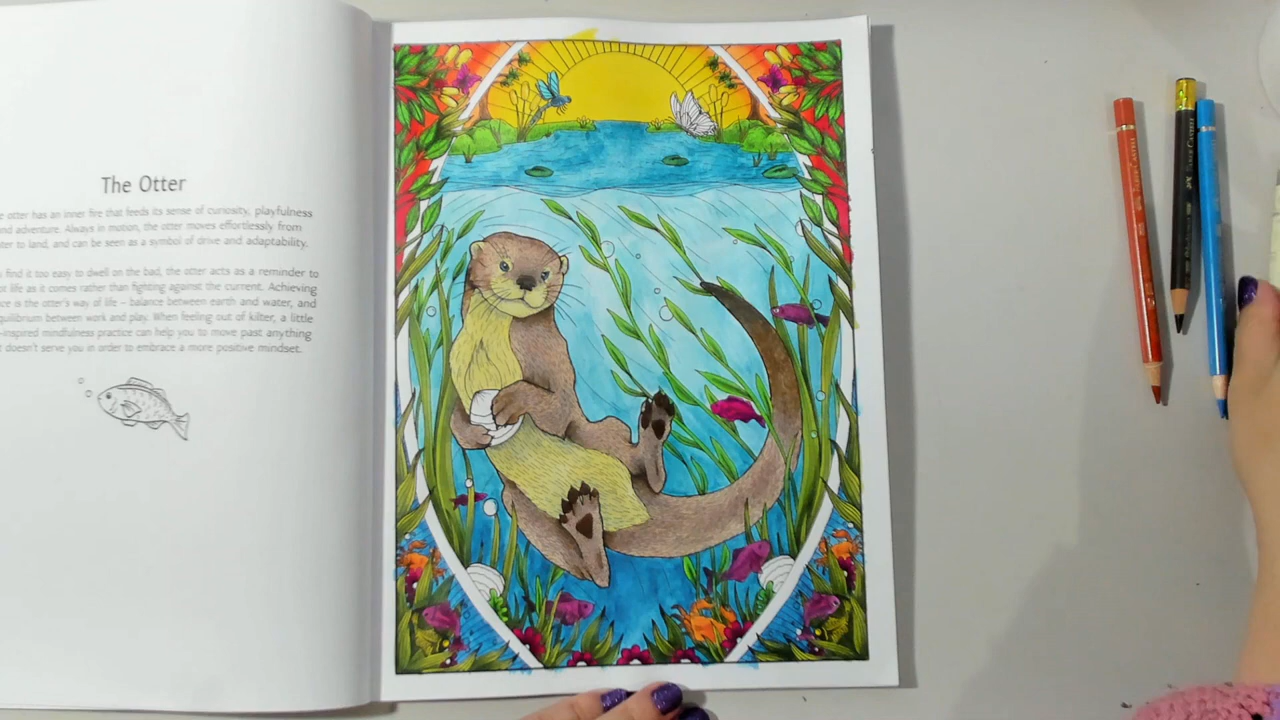 The Otter
otter has an inner fire that feeds its sense of curiosity, playfulness
nd adventure. Always in motion, the otter moves effortlessly from
ter to land, and can be seen as a symbol of drive and adaptability.
find it too easy to dwell on the bad, the otter acts as a reminder to
life as it comes rather than fighting against the current. Achieving
ce is the otter's way of life – balance between earth and water, and
quilibrium between work and play. When feeling out of kilter, a little
-inspired mindfulness practice can help you to move past anything
doesn't serve you in order to embrace a more positive mindset.
FABER-CASTELL